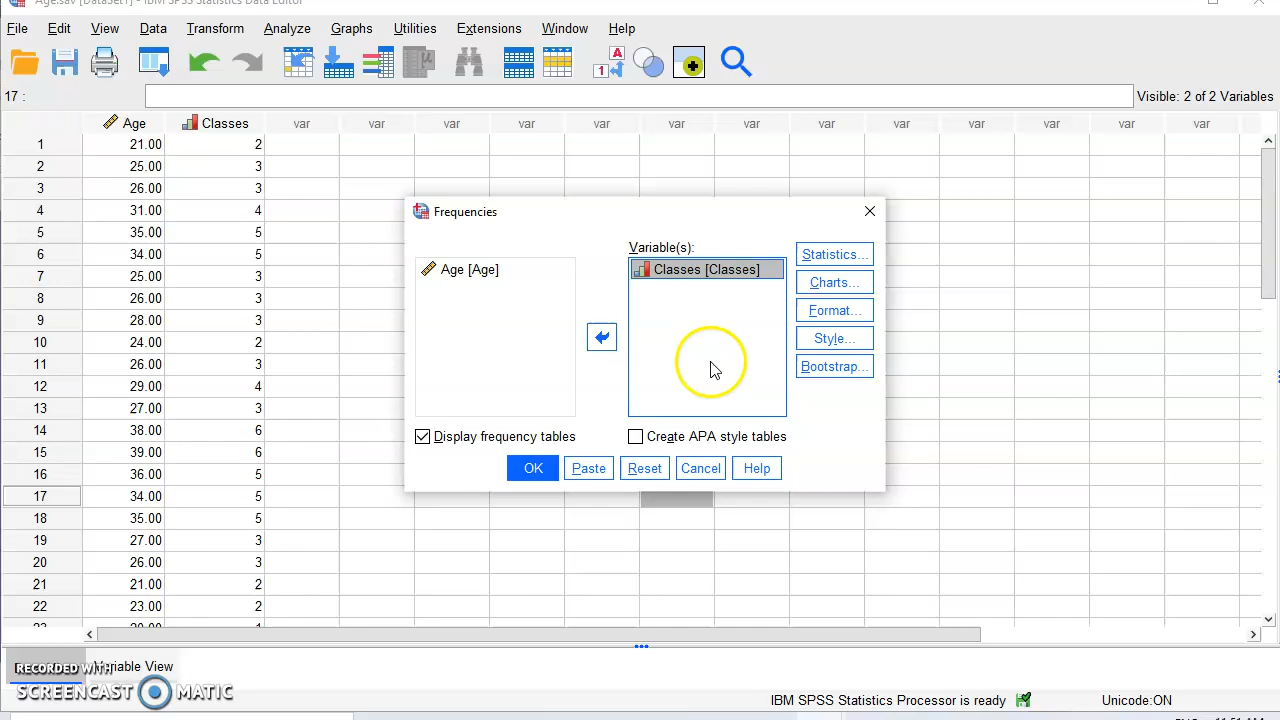 Age.sav [DataSet1] - IBM SPSS Statistics Data Editor
File Edit View Data Transform Analyze Graphs Utilities Extensions Window Help
A
1
17 :
Visible: 2 of 2 Variables
Age Classes var var var var var var var var var var var var var
1 21.00 2
2 25.00 3
3 26.00 3
4 31.00 4
5 35.00 5
6 34.00 5
7 25.00 3
8 26.00 3
9 28.00 3
10 24.00 2
11 26.00 3
12 29.00 4
13 27.00 3
14 38.00 6
15 39.00 6
16 36.00 5
17 34.00 5
18 35.00 5
19 27.00 3
20 26.00 3
21 21.00 2
22 23.00 2
Frequencies
Variable(s):
Age [Age]
Classes [Classes]
Statistics...
Charts...
Format...
Style...
Bootstrap...
Display frequency tables
Create APA style tables
OK Paste Reset Cancel Help
Variable View
RECORDED WITH
SCREENCAST MATIC
IBM SPSS Statistics Processor is ready
Unicode:ON